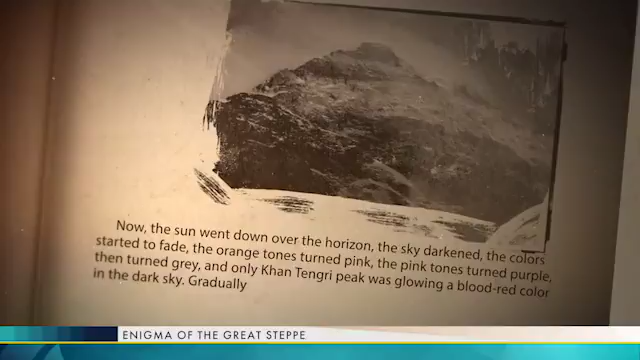 Now, the sun went down over the horizon, the sky darkened, the colors
started to fade, the orange tones turned pink, the pink tones turned purple,
then turned grey, and only Khan Tengri peak was glowing a blood-red color
in the dark sky. Gradually
ENIGMA OF THE GREAT STEPPE